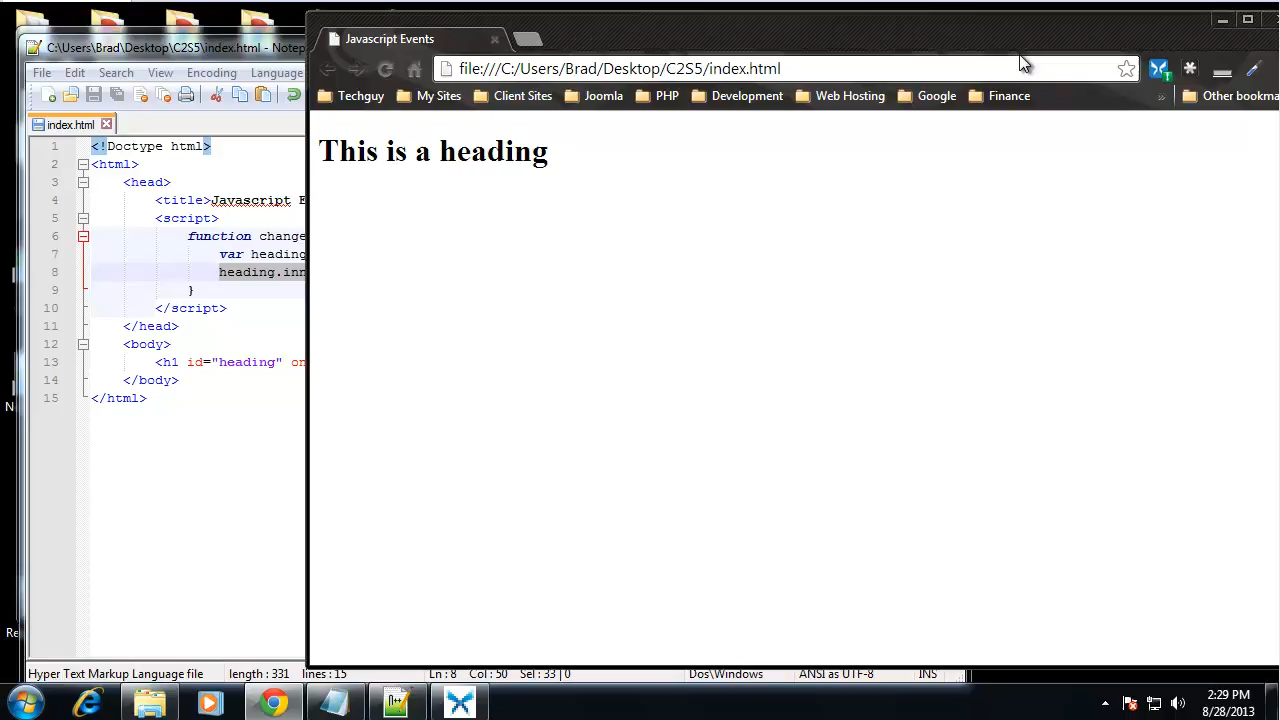 C:\Users\Brad\Desktop\C2S5\index.html - Notep
File Edit Search View Encoding Language
index.html
1 <!Doctype html>
2 <html>
3 <head>
4 <title>Javascript E
5 <script>
6 function change
7 var heading
8 heading.inn
9 }
10 </script>
11 </head>
12 <body>
13 <h1 id="heading" on
14 </body>
15 </html>
Javascript Events
file:///C:/Users/Brad/Desktop/C2S5/index.html
Techguy My Sites Client Sites Joomla PHP Development Web Hosting Google Finance » Other bookma
This is a heading
N
Re
Hyper Text Markup Language file length : 331 lines : 15 Ln : 8 Col : 50 Sel : 33 | 0 Dos\Windows ANSI as UTF-8 INS
2:29 PM
8/28/2013